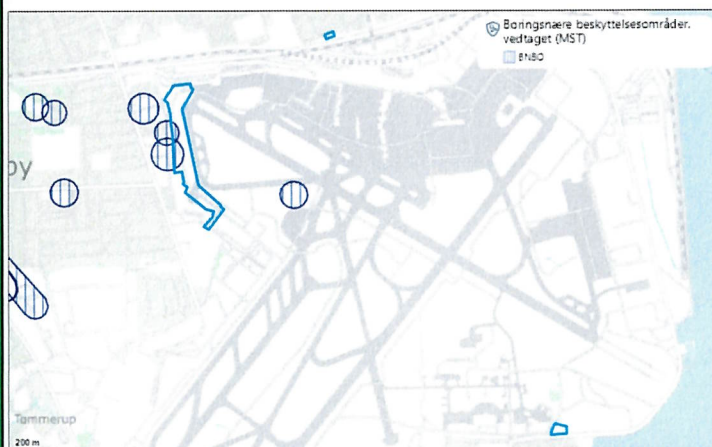 Boringsnære beskyttelsesområder,
vedtaget (MST)
BNBO
by
Tømmerup
200 m